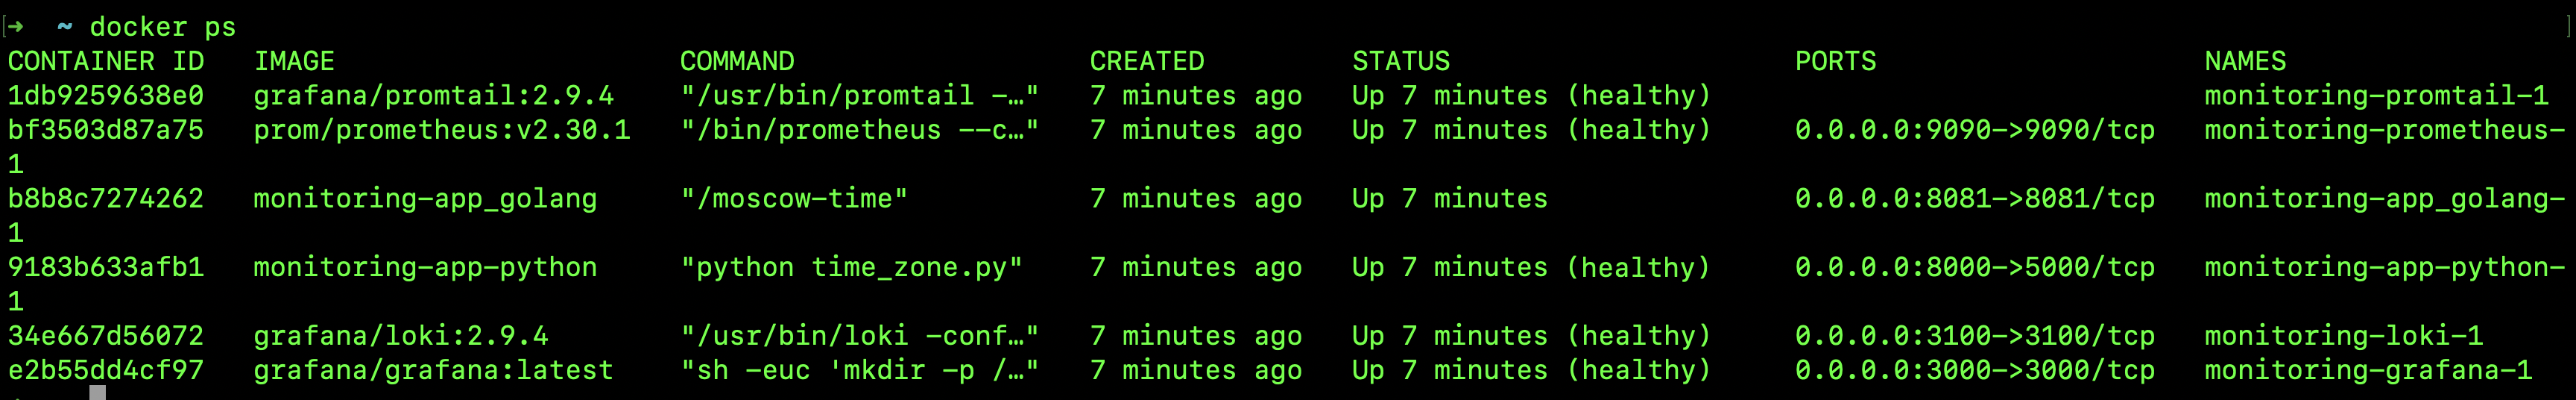 [➜  ~ docker ps ]
CONTAINER ID   IMAGE                     COMMAND                  CREATED         STATUS                   PORTS                    NAMES
1db9259638e0   grafana/promtail:2.9.4    "/usr/bin/promtail -…"   7 minutes ago   Up 7 minutes (healthy)                            monitoring-promtail-1
bf3503d87a75   prom/prometheus:v2.30.1   "/bin/prometheus --c…"   7 minutes ago   Up 7 minutes (healthy)   0.0.0.0:9090->9090/tcp   monitoring-prometheus-
1
b8b8c7274262   monitoring-app_golang     "/moscow-time"           7 minutes ago   Up 7 minutes             0.0.0.0:8081->8081/tcp   monitoring-app_golang-
1
9183b633afb1   monitoring-app-python     "python time_zone.py"    7 minutes ago   Up 7 minutes (healthy)   0.0.0.0:8000->5000/tcp   monitoring-app-python-
1
34e667d56072   grafana/loki:2.9.4        "/usr/bin/loki -conf…"   7 minutes ago   Up 7 minutes (healthy)   0.0.0.0:3100->3100/tcp   monitoring-loki-1
e2b55dd4cf97   grafana/grafana:latest    "sh -euc 'mkdir -p /…"   7 minutes ago   Up 7 minutes (healthy)   0.0.0.0:3000->3000/tcp   monitoring-grafana-1